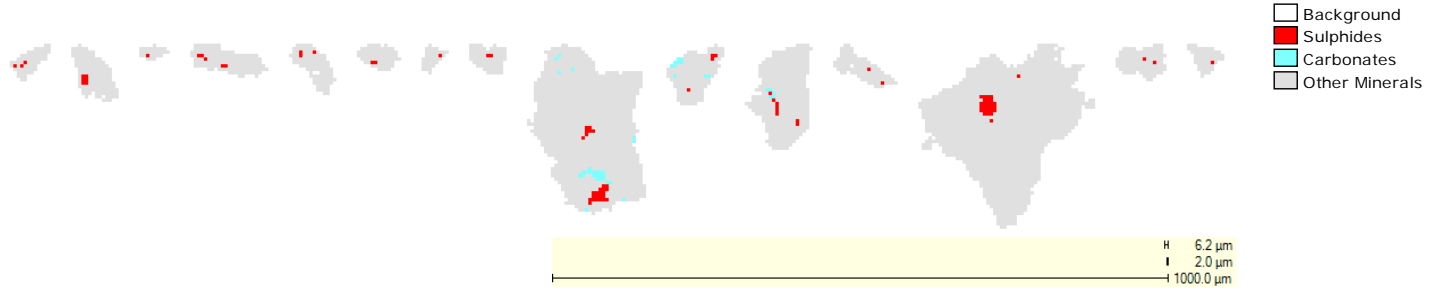 Background
Sulphides
Carbonates
Other Minerals
6.2 µm
2.0 µm
1000.0 µm